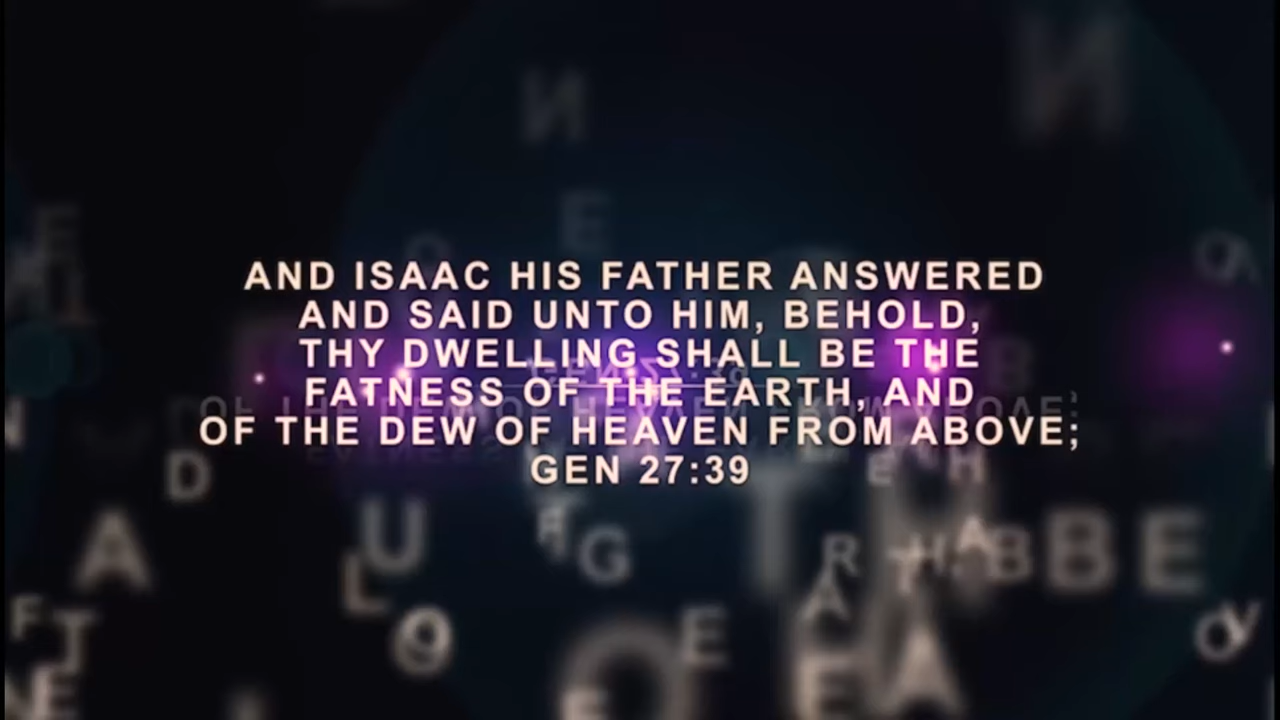 AND ISAAC HIS FATHER ANSWERED
AND SAID UNTO HIM, BEHOLD,
THY DWELLING SHALL BE THE
FATNESS OF THE EARTH, AND
OF THE DEW OF HEAVEN FROM ABOVE;
GEN 27:39